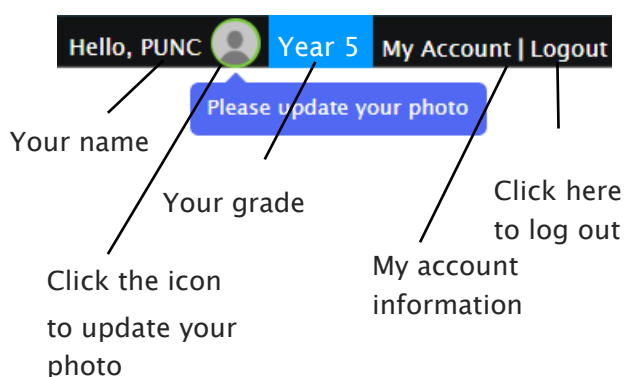 Hello, PUNC Year 5 My Account | Logout
Please update your photo
Your name
Your grade
Click here
to log out
My account
information
Click the icon
to update your
photo